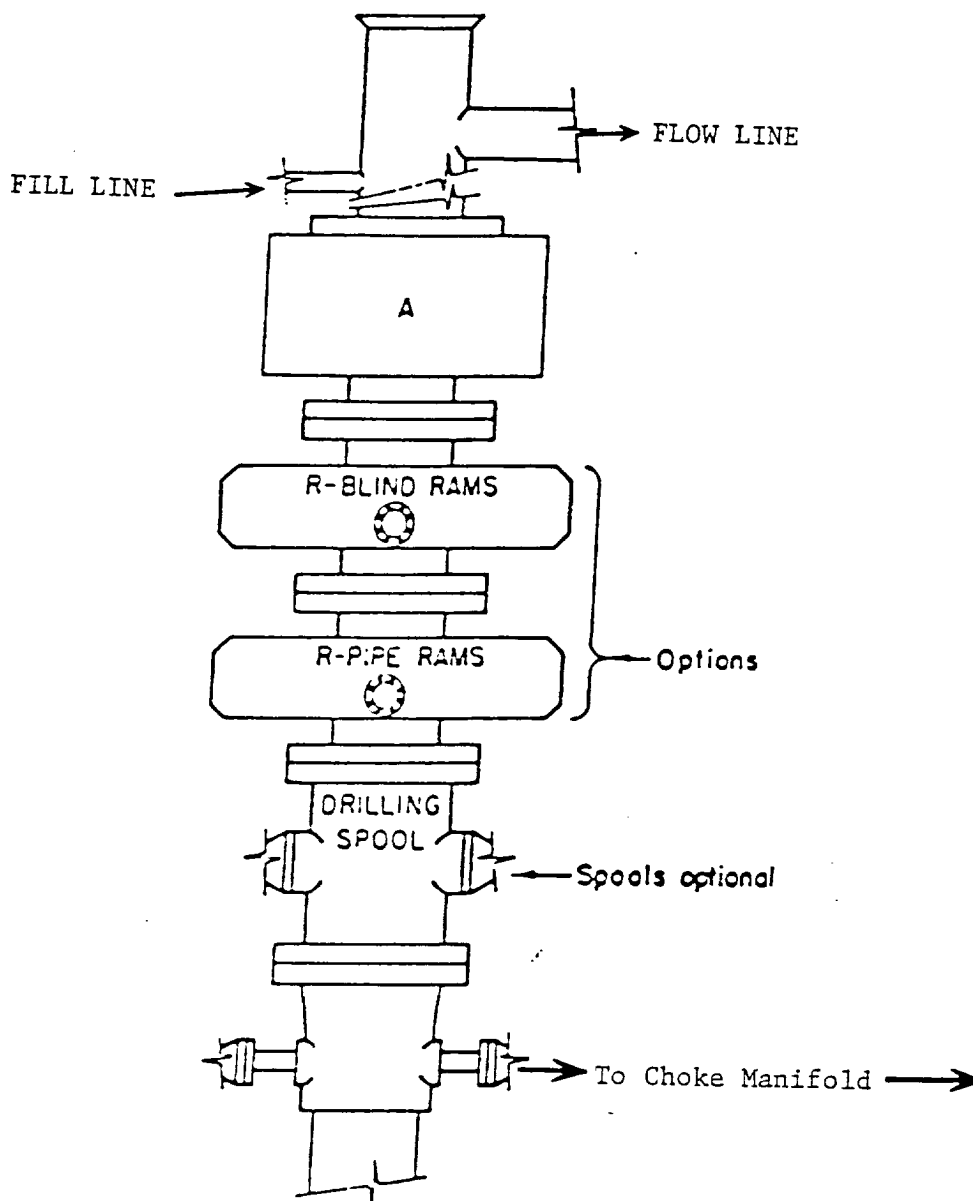 FLOW LINE
FILL LINE
A
R-BLIND RAMS
R-PIPE RAMS
Options
DRILLING
SPOOL
Spools optional
To Choke Manifold